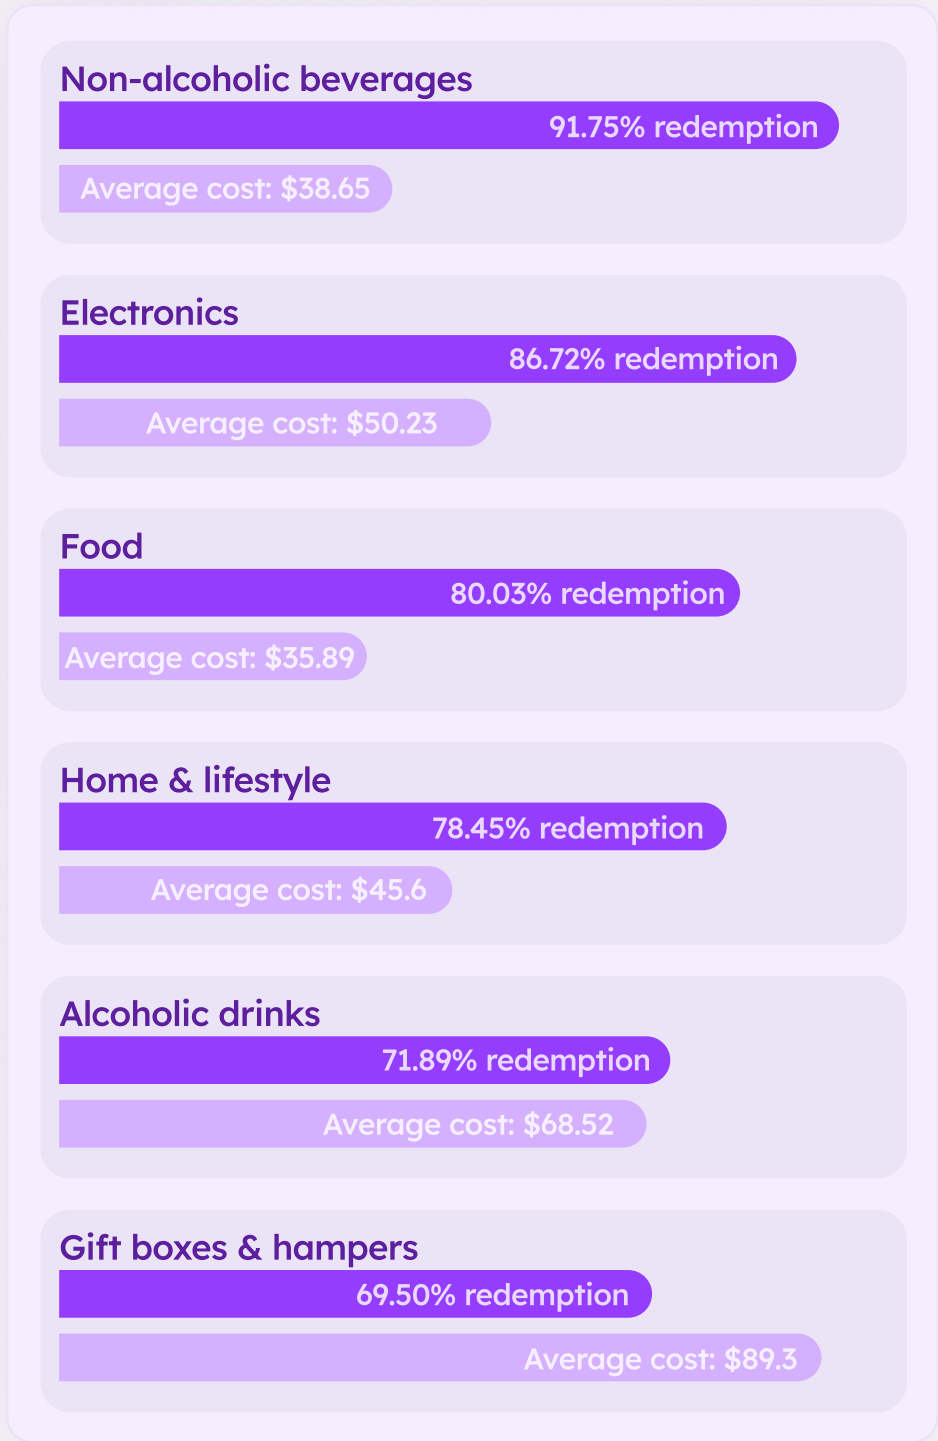 Non-alcoholic beverages
91.75% redemption
Average cost: $38.65
Electronics
86.72% redemption
Average cost: $50.23
Food
80.03% redemption
Average cost: $35.89
Home & lifestyle
78.45% redemption
Average cost: $45.6
Alcoholic drinks
71.89% redemption
Average cost: $68.52
Gift boxes & hampers
69.50% redemption
Average cost: $89.3